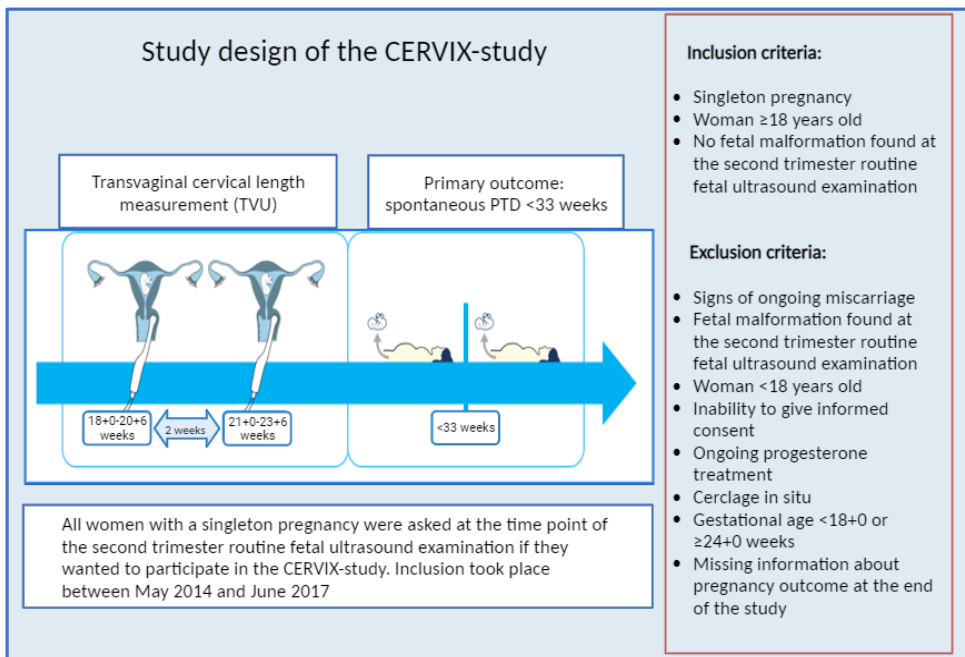 Study design of the CERVIX-study
Transvaginal cervical length
measurement (TVU)
Primary outcome:
spontaneous PTD <33 weeks
18+0-20+6
weeks
2 weeks
21+0-23+6
weeks
<33 weeks
All women with a singleton pregnancy were asked at the time point of
the second trimester routine fetal ultrasound examination if they
wanted to participate in the CERVIX-study. Inclusion took place
between May 2014 and June 2017
Inclusion criteria:
• Singleton pregnancy
• Woman ≥18 years old
• No fetal malformation found at
the second trimester routine
fetal ultrasound examination
Exclusion criteria:
• Signs of ongoing miscarriage
• Fetal malformation found at
the second trimester routine
fetal ultrasound examination
• Woman <18 years old
• Inability to give informed
consent
• Ongoing progesterone
treatment
• Cerclage in situ
• Gestational age <18+0 or
≥24+0 weeks
• Missing information about
pregnancy outcome at the end
of the study